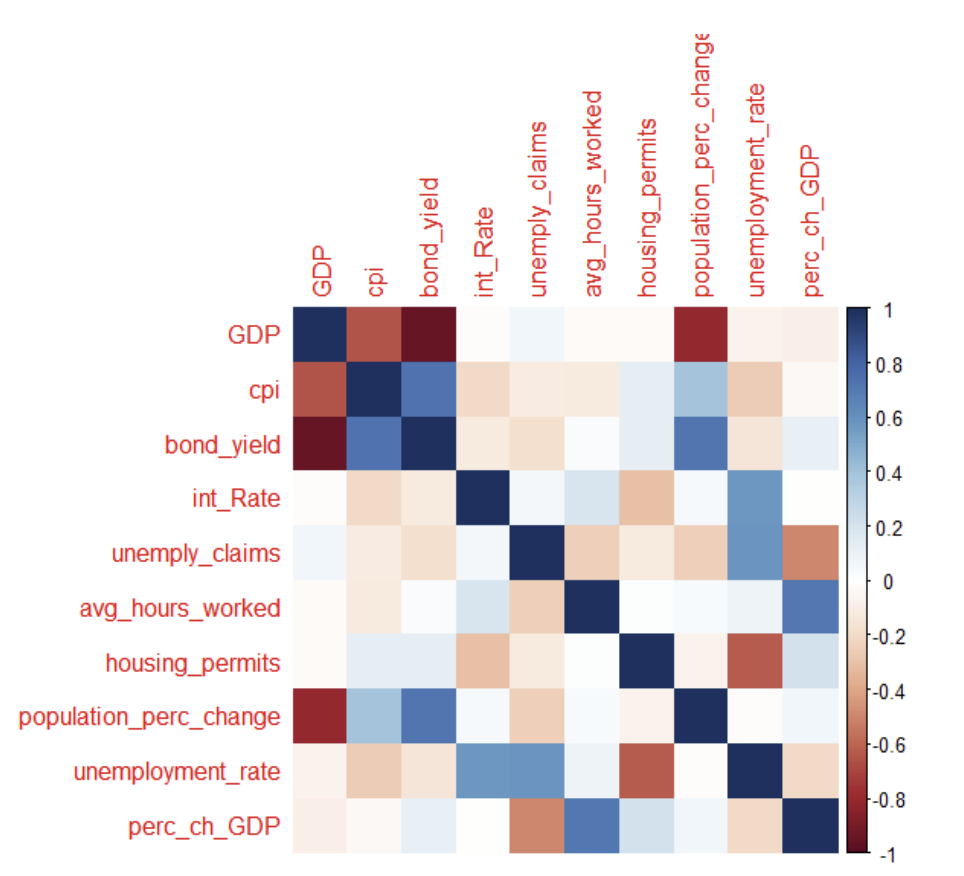 GDP
cpi
bond_yield
int_Rate
unemply_claims
avg_hours_worked
housing_permits
population_perc_change
unemployment_rate
perc_ch_GDP
GDP
cpi
bond_yield
int_Rate
unemply_claims
avg_hours_worked
housing_permits
population_perc_change
unemployment_rate
perc_ch_GDP
1
0.8
0.6
0.4
0.2
0
-0.2
-0.4
-0.6
-0.8
-1